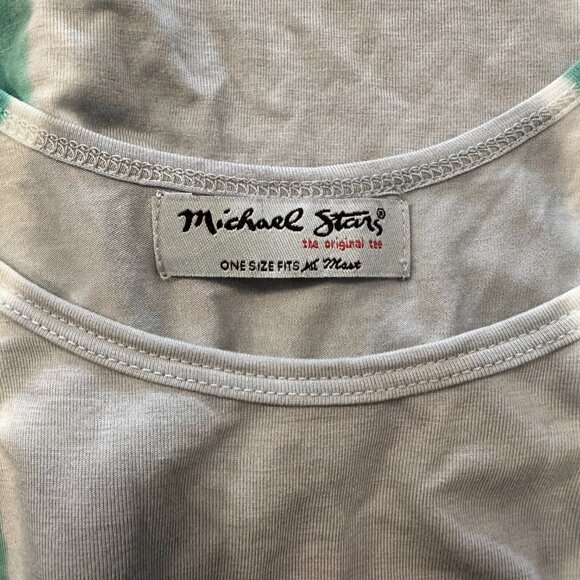 Michael Stars®
the original tee
ONE SIZE FITS Most